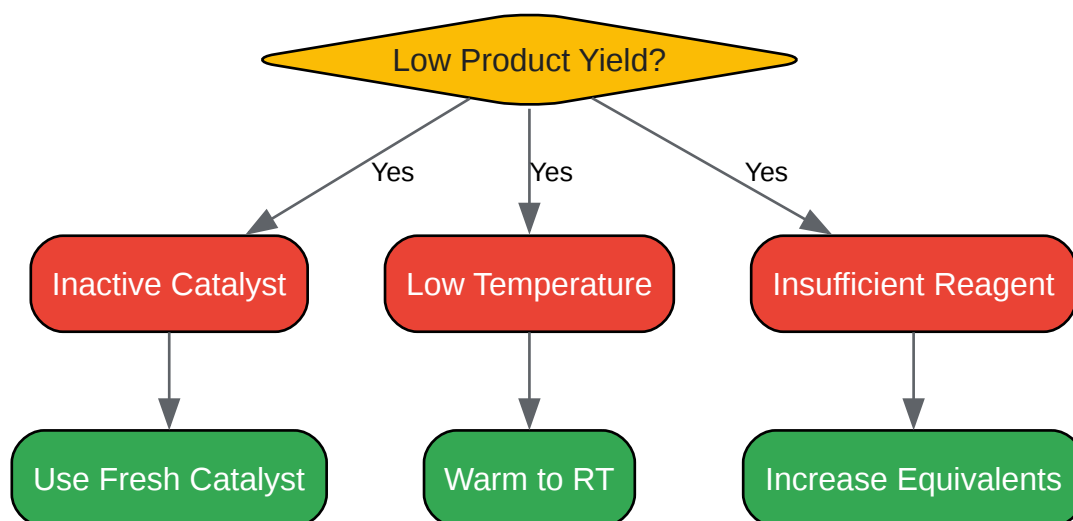 Low Product Yield?
Yes
Yes
Yes
Inactive Catalyst
Low Temperature
Insufficient Reagent
Use Fresh Catalyst
Warm to RT
Increase Equivalents